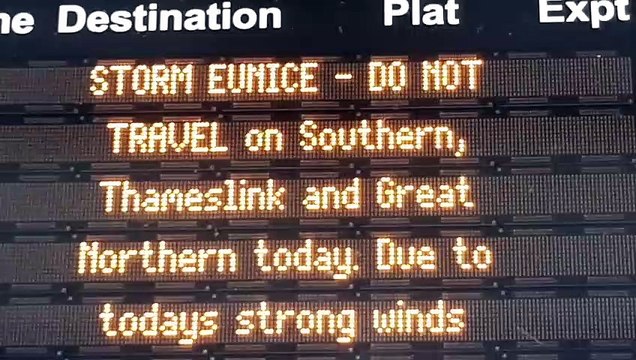 Destination Plat Expt
STORM EUNICE - DO NOT
TRAVEL on Southern,
Thameslink and Great
Northern today. Due to
todays strong winds